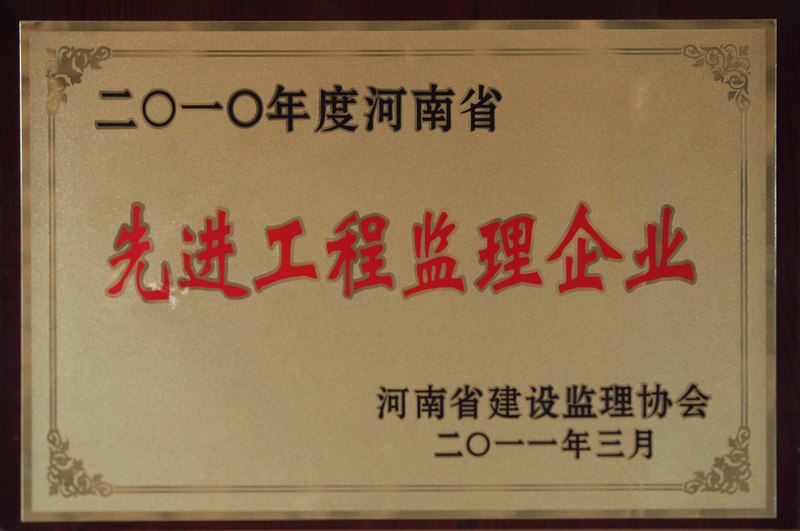 二〇一〇年度河南省
先进工程监理企业
河南省建设监理协会
二〇一一年三月